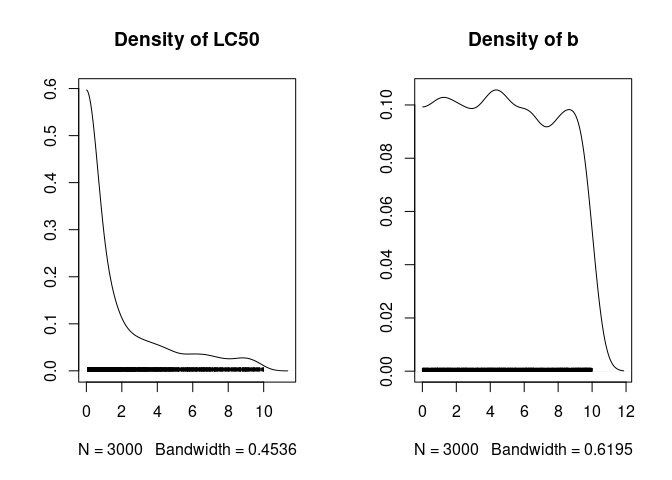 Density of LC50
0.0 0.1 0.2 0.3 0.4 0.5 0.6
0 2 4 6 8 10
N = 3000 Bandwidth = 0.4536
Density of b
0.00 0.02 0.04 0.06 0.08 0.10
0 2 4 6 8 10 12
N = 3000 Bandwidth = 0.6195